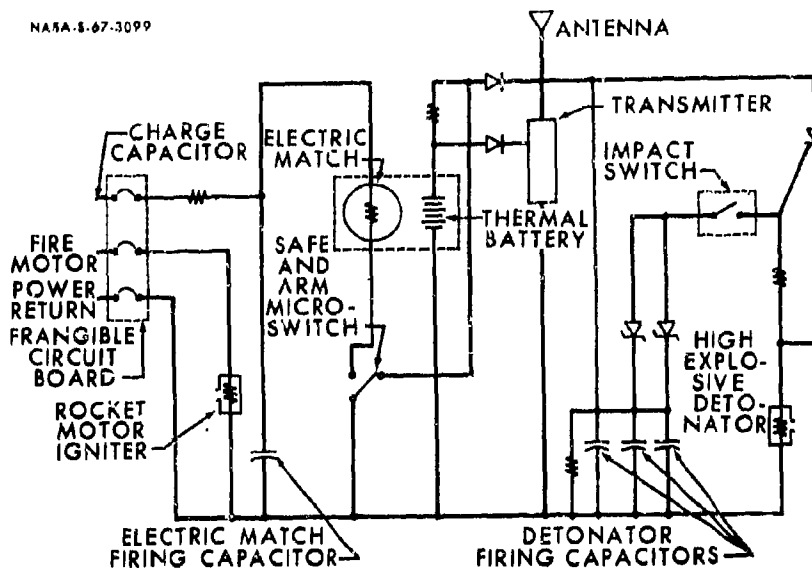 NASA-S-67-3099
ANTENNA
TRANSMITTER
CHARGE
CAPACITOR
ELECTRIC
MATCH
IMPACT
SWITCH
THERMAL
BATTERY
FIRE
MOTOR
POWER
RETURN
FRANGIBLE
CIRCUIT
BOARD
SAFE
AND
ARM
MICRO-
SWITCH
HIGH
EXPLO-
SIVE
DETO-
NATOR
ROCKET
MOTOR
IGNITER
ELECTRIC MATCH
FIRING CAPACITOR
DETONATOR
FIRING CAPACITORS